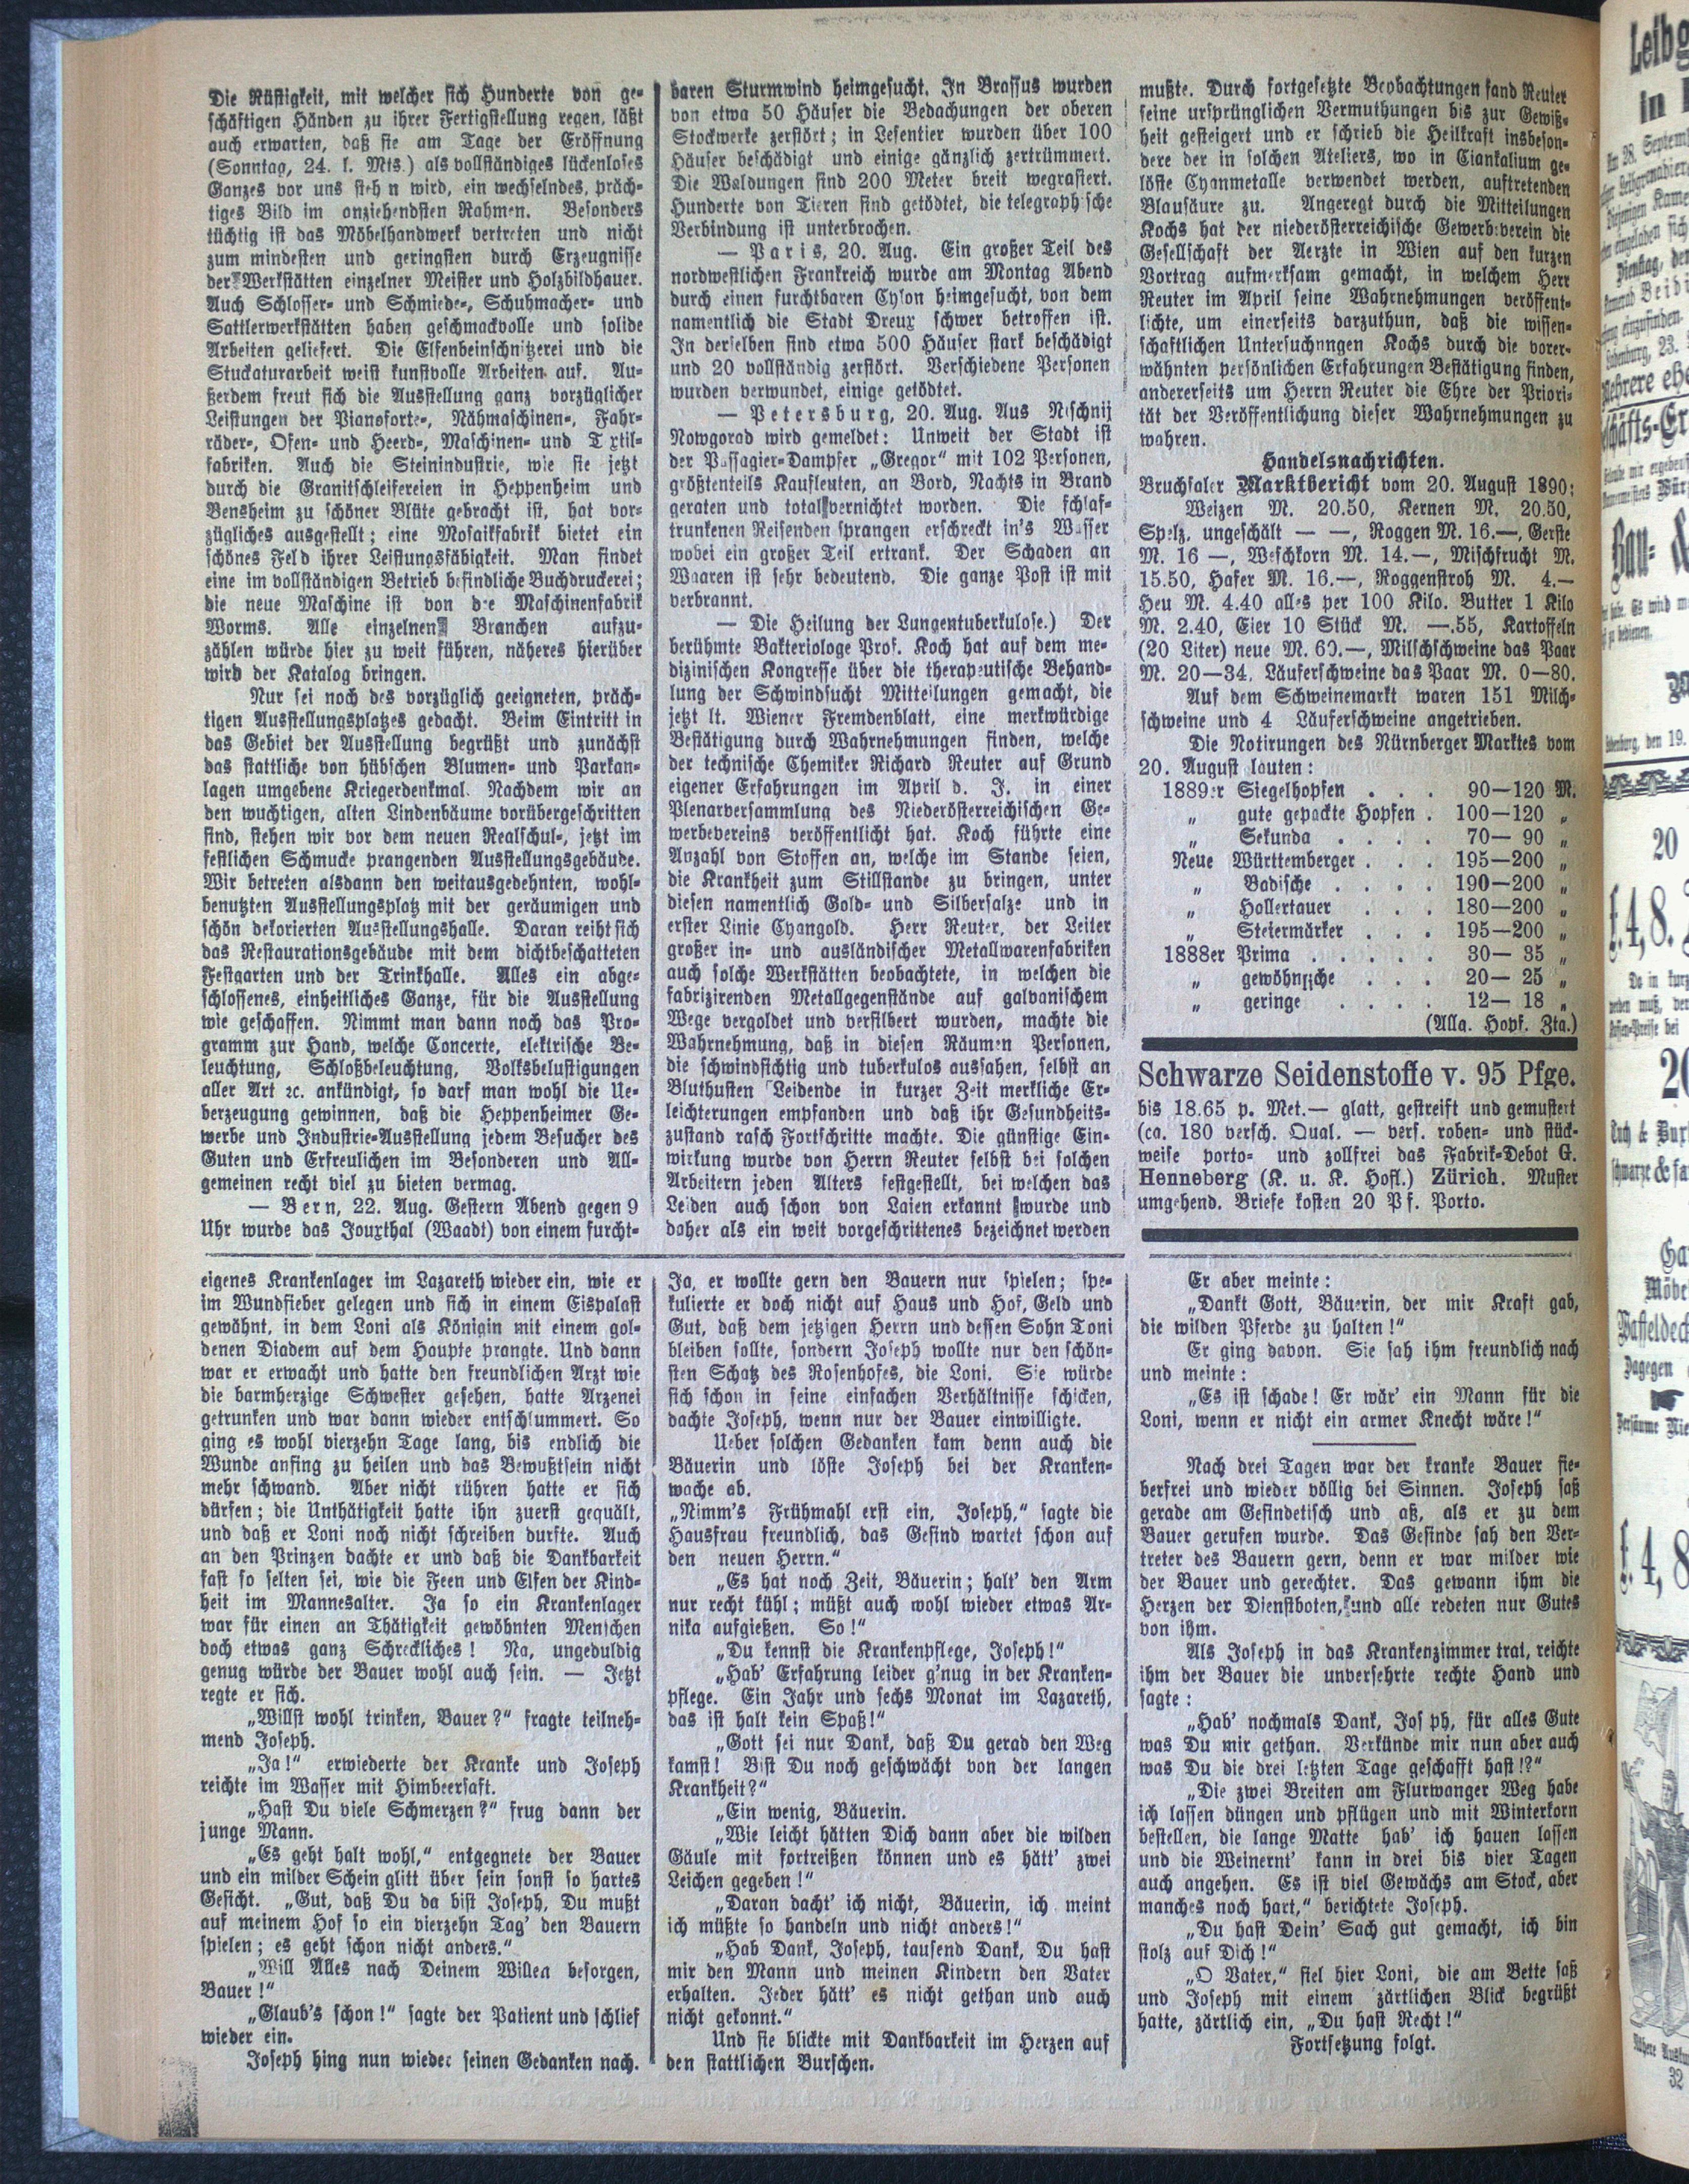 Die Rüstigkeit, mit welcher sich Hunderte von ge-
schäftigen Händen zu ihrer Fertigstellung regen, läßt
auch erwarten, daß sie am Tage der Eröffnung
(Sonntag, 24. l. Mts.) als vollständiges lückenloses
Ganzes vor uns steh n wird, ein wechselndes, präch-
tiges Bild im anziehendsten Rahmen. Besonders
tüchtig ist das Möbelhandwerk vertreten und nicht
zum mindesten und geringsten durch Erzeugnisse
der Werkstätten einzelner Meister und Holzbildhauer.
Auch Schlosser- und Schmiede-, Schuhmacher- und
Sattlerwerkstätten haben geschmackvolle und solide
Arbeiten geliefert. Die Elfenbeinschnitzerei und die
Stuckaturarbeit weist kunstvolle Arbeiten auf. Au-
ßerdem freut sich die Ausstellung ganz vorzüglicher
Leistungen der Pianoforte-, Nähmaschinen-, Fahr-
räder-, Ofen- und Heerd-, Maschinen- und T xtil-
fabriken. Auch die Steinindustrie, wie sie jetzt
durch die Granitschleifereien in Heppenheim und
Bensheim zu schöner Blüte gebracht ist, hat vor-
zügliches ausgestellt; eine Mosaikfabrik bietet ein
schönes Feld ihrer Leistungsfähigkeit. Man findet
eine im vollständigen Betrieb befindliche Buchdruckerei;
die neue Maschine ist von der Maschinenfabrik
Worms. Alle einzelnen Branchen aufzu-
zählen würde hier zu weit führen, näheres hierüber
wird der Katalog bringen.
Nur sei noch des vorzüglich geeigneten, präch-
tigen Ausstellungsplatzes gedacht. Beim Eintritt in
das Gebiet der Ausstellung begrüßt und zunächst
das stattliche von hübschen Blumen- und Parkan-
lagen umgebene Kriegerdenkmal. Nachdem wir an
den wuchtigen, alten Lindenbäume vorübergeschritten
sind, stehen wir vor dem neuen Realschul-, jetzt im
festlichen Schmucke prangenden Ausstellungsgebäude.
Wir betreten alsdann den weitausgedehnten, wohl-
benutzten Ausstellungsplatz mit der geräumigen und
schön dekorierten Ausstellungshalle. Daran reiht sich
das Restaurationsgebäude mit dem dichtbeschatteten
Festgarten und der Trinkhalle. Alles ein abge-
schlossenes, einheitliches Ganze, für die Ausstellung
wie geschaffen. Nimmt man dann noch das Pro-
gramm zur Hand, welche Concerte, elektrische Be-
leuchtung, Schloßbeleuchtung, Volksbelustigungen
aller Art ꝛc. ankündigt, so darf man wohl die Ue-
berzeugung gewinnen, daß die Heppenheimer Ge-
werbe und Industrie-Ausstellung jedem Besucher des
Guten und Erfreulichen im Besonderen und All-
gemeinen recht viel zu bieten vermag.
— Bern, 22. Aug. Gestern Abend gegen 9
Uhr wurde das Jouxthal (Waadt) von einem furcht-
baren Sturmwind heimgesucht. In Brassus wurden
von etwa 50 Häuser die Bedachungen der oberen
Stockwerke zerstört; in Lesentier wurden über 100
Häuser beschädigt und einige gänzlich zertrümmert.
Die Waldungen sind 200 Meter breit wegrasiert.
Hunderte von Tieren sind getödtet, die telegraphische
Verbindung ist unterbrochen.
— Paris, 20. Aug. Ein großer Teil des
nordwestlichen Frankreich wurde am Montag Abend
durch einen furchtbaren Cylon heimgesucht, von dem
namentlich die Stadt Dreux schwer betroffen ist.
In derselben sind etwa 500 Häuser stark beschädigt
und 20 vollständig zerstört. Verschiedene Personen
wurden verwundet, einige getödtet.
— Petersburg, 20. Aug. Aus Nischnij
Nowgorad wird gemeldet: Unweit der Stadt ist
der Passagier-Dampfer „Gregor“ mit 102 Personen,
größtenteils Kaufleuten, an Bord, Nachts in Brand
geraten und total vernichtet worden. Die schlaf-
trunkenen Reisenden sprangen erschreckt in's Wasser
wobei ein großer Teil ertrank. Der Schaden an
Waaren ist sehr bedeutend. Die ganze Post ist mit
verbrannt.
— Die Heilung der Lungentuberkulose.) Der
berühmte Bakteriologe Prof. Koch hat auf dem me-
dizinischen Kongresse über die therapeutische Behand-
lung der Schwindsucht Mitteilungen gemacht, die
jetzt lt. Wiener Fremdenblatt, eine merkwürdige
Bestätigung durch Wahrnehmungen finden, welche
der technische Chemiker Richard Reuter auf Grund
eigener Erfahrungen im April d. J. in einer
Plenarversammlung des Niederösterreichischen Ge-
werbevereins veröffentlicht hat. Koch führte eine
Anzahl von Stoffen an, welche im Stande seien,
die Krankheit zum Stillstande zu bringen, unter
diesen namentlich Gold- und Silbersalze und in
erster Linie Cyangold. Herr Reuter, der Leiter
großer in- und ausländischer Metallwarenfabriken
auch solche Werkstätten beobachtete, in welchen die
fabrizirenden Metallgegenstände auf galvanischem
Wege vergoldet und versilbert wurden, machte die
Wahrnehmung, daß in diesen Räumen Personen,
die schwindsichtig und tuberkulos aussahen, selbst an
Bluthusten Leidende in kurzer Zeit merkliche Er-
leichterungen empfanden und daß ihr Gesundheits-
zustand rasch Fortschritte machte. Die günstige Ein-
wirkung wurde von Herrn Reuter selbst bei solchen
Arbeitern jeden Alters festgestellt, bei welchen das
Leiden auch schon von Laien erkannt wurde und
daher als ein weit vorgeschrittenes bezeichnet werden
mußte. Durch fortgesetzte Beobachtungen fand Reuter
seine ursprünglichen Vermuthungen bis zur Gewiß-
heit gesteigert und er schrieb die Heilkraft insbeson-
dere der in solchen Ateliers, wo in Ciankalium ge-
löste Cyanmetalle verwendet werden, auftretenden
Blausäure zu. Angeregt durch die Mitteilungen
Kochs hat der niederösterreichische Gewerbeverein die
Gesellschaft der Aerzte in Wien auf den kurzen
Vortrag aufmerksam gemacht, in welchem Herr
Reuter im April seine Wahrnehmungen veröffent-
lichte, um einerseits darzuthun, daß die wissen-
schaftlichen Untersuchungen Kochs durch die vorer-
wähnten persönlichen Erfahrungen Bestätigung finden,
andererseits um Herrn Reuter die Ehre der Priori-
tät der Veröffentlichung dieser Wahrnehmungen zu
wahren.
Handelsnachrichten.
Bruchsaler Marktbericht vom 20. August 1890:
Weizen M. 20.50, Kernen M. 20.50,
Spelz, ungeschält — —, Roggen M. 16.—, Gerste
M. 16 —, Weschkorn M. 14.—, Mischfrucht M.
15.50, Hafer M. 16.—, Roggenstroh M. 4.—
Heu M. 4.40 alles per 100 Kilo. Butter 1 Kilo
M. 2.40, Eier 10 Stück M. —.55, Kartoffeln
(20 Liter) neue M. 60.—, Milschschweine das Paar
M. 20—34, Läuferschweine das Paar M. 0—80.
Auf dem Schweinemarkt waren 151 Milch-
schweine und 4 Läuferschweine angetrieben.
Die Notirungen des Nürnberger Marktes vom
20. August lauten:
1889er Siegelhopfen . . . 90—120 M.
„ gute gepackte Hopfen . 100—120 „
„ Sekunda . . . . 70— 90 „
Neue Württemberger . . . 195—200 „
„ Badische . . . . 190—200 „
„ Hallertauer . . . 180—200 „
„ Steiermärker . . . 195—200 „
1888er Prima . . . . . 30— 35 „
„ gewöhnliche . . . 20— 25 „
„ geringe . . . . 12— 18 „
(Allg. Hopf. Ztg.)
Schwarze Seidenstoffe v. 95 Pfge.
bis 18.65 p. Met.— glatt, gestreift und gemustert
(ca. 180 versch. Qual. — vers. roben- und stück-
weise porto- und zollfrei das Fabrik-Debot G.
Henneberg (K. u. K. Hofl.) Zürich. Muster
umgehend. Briefe kosten 20 Pf. Porto.
eigenes Krankenlager im Lazareth wieder ein, wie er
im Wundfieber gelegen und sich in einem Eispalast
gewähnt, in dem Loni als Königin mit einem gol-
denen Diadem auf dem Haupte prangte. Und dann
war er erwacht und hatte den freundlichen Arzt wie
die barmherzige Schwester gesehen, hatte Arzenei
getrunken und war dann wieder entschlummert. So
ging es wohl vierzehn Tage lang, bis endlich die
Wunde anfing zu heilen und das Bewußtsein nicht
mehr schwand. Aber nicht rühren hatte er sich
dürfen; die Unthätigkeit hatte ihn zuerst gequält,
und daß er Loni noch nicht schreiben durfte. Auch
an den Prinzen dachte er und daß die Dankbarkeit
fast so selten sei, wie die Feen und Elfen der Kind-
heit im Mannesalter. Ja so ein Krankenlager
war für einen an Thätigkeit gewöhnten Menschen
doch etwas ganz Schreckliches! Na, ungeduldig
genug würde der Bauer wohl auch sein. — Jetzt
regte er sich.
„Willst wohl trinken, Bauer?“ fragte teilneh-
mend Joseph.
„Ja!“ erwiederte der Kranke und Joseph
reichte im Wasser mit Himbeersaft.
„Hast Du viele Schmerzen?“ frug dann der
junge Mann.
„Es geht halt wohl,“ entgegnete der Bauer
und ein milder Schein glitt über sein sonst so hartes
Gesicht. „Gut, daß Du da bist Joseph, Du mußt
auf meinem Hof so ein vierzehn Tag' den Bauern
spielen; es geht schon nicht anders.“
„Will Alles nach Deinem Willen besorgen,
Bauer!“
„Glaub's schon!“ sagte der Patient und schlief
wieder ein.
Joseph hing nun wieder seinen Gedanken nach.
Ja, er wollte gern den Bauern nur spielen; spe-
kulierte er doch nicht auf Haus und Hof, Geld und
Gut, daß dem jetzigen Herrn und dessen Sohn Toni
bleiben sollte, sondern Joseph wollte nur den schön-
sten Schatz des Rosenhofes, die Loni. Sie würde
sich schon in seine einfachen Verhältnisse schicken,
dachte Joseph, wenn nur der Bauer einwilligte.
Ueber solchen Gedanken kam denn auch die
Bäuerin und löste Joseph bei der Kranken-
wache ab.
„Nimm's Frühmahl erst ein, Joseph,“ sagte die
Hausfrau freundlich, das Gesind wartet schon auf
den neuen Herrn.“
„Es hat noch Zeit, Bäuerin; halt' den Arm
nur recht kühl; müßt auch wohl wieder etwas Ar-
nika aufgießen. So!“
„Du kennst die Krankenpflege, Joseph!“
„Hab' Erfahrung leider g'nug in der Kranken-
pflege. Ein Jahr und sechs Monat im Lazareth,
das ist halt kein Spaß!“
„Gott sei nur Dank, daß Du gerad den Weg
kamst! Bist Du noch geschwächt von der langen
Krankheit?“
„Ein wenig, Bäuerin.
„Wie leicht hätten Dich dann aber die wilden
Gäule mit fortreißen können und es hätt' zwei
Leichen gegeben!“
„Daran dacht' ich nicht, Bäuerin, ich meint
ich müßte so handeln und nicht anders!“
„Hab Dank, Joseph, tausend Dank, Du hast
mir den Mann und meinen Kindern den Vater
erhalten. Jeder hätt' es nicht gethan und auch
nicht gekonnt.“
Und sie blickte mit Dankbarkeit im Herzen auf
den stattlichen Burschen.
Er aber meinte:
„Dankt Gott, Bäuerin, der mir Kraft gab,
die wilden Pferde zu halten!“
Er ging davon. Sie sah ihm freundlich nach
und meinte:
„Es ist schade! Er wär' ein Mann für die
Loni, wenn er nicht ein armer Knecht wäre!“
Nach drei Tagen war der kranke Bauer fie-
berfrei und wieder völlig bei Sinnen. Joseph saß
gerade am Gesindetisch und aß, als er zu dem
Bauer gerufen wurde. Das Gesinde sah den Ver-
treter des Bauern gern, denn er war milder wie
der Bauer und gerechter. Das gewann ihm die
Herzen der Dienstboten, und alle redeten nur Gutes
von ihm.
Als Joseph in das Krankenzimmer trat, reichte
ihm der Bauer die unversehrte rechte Hand und
sagte:
„Hab' nochmals Dank, Jos ph, für alles Gute
was Du mir gethan. Verkünde mir nun aber auch
was Du die drei letzten Tage geschafft hast!?“
„Die zwei Breiten am Flurwanger Weg habe
ich lassen düngen und pflügen und mit Winterkorn
bestellen, die lange Matte hab' ich hauen lassen
und die Weinernt' kann in drei bis vier Tagen
auch angehen. Es ist viel Gewächs am Stock, aber
manches noch hart,“ berichtete Joseph.
„Du hast Dein' Sach gut gemacht, ich bin
stolz auf Dich!“
„O Vater,“ fiel hier Loni, die am Bette saß
und Joseph mit einem zärtlichen Blick begrüßt
hatte, zärtlich ein, „Du hast Recht!“
Fortsetzung folgt.